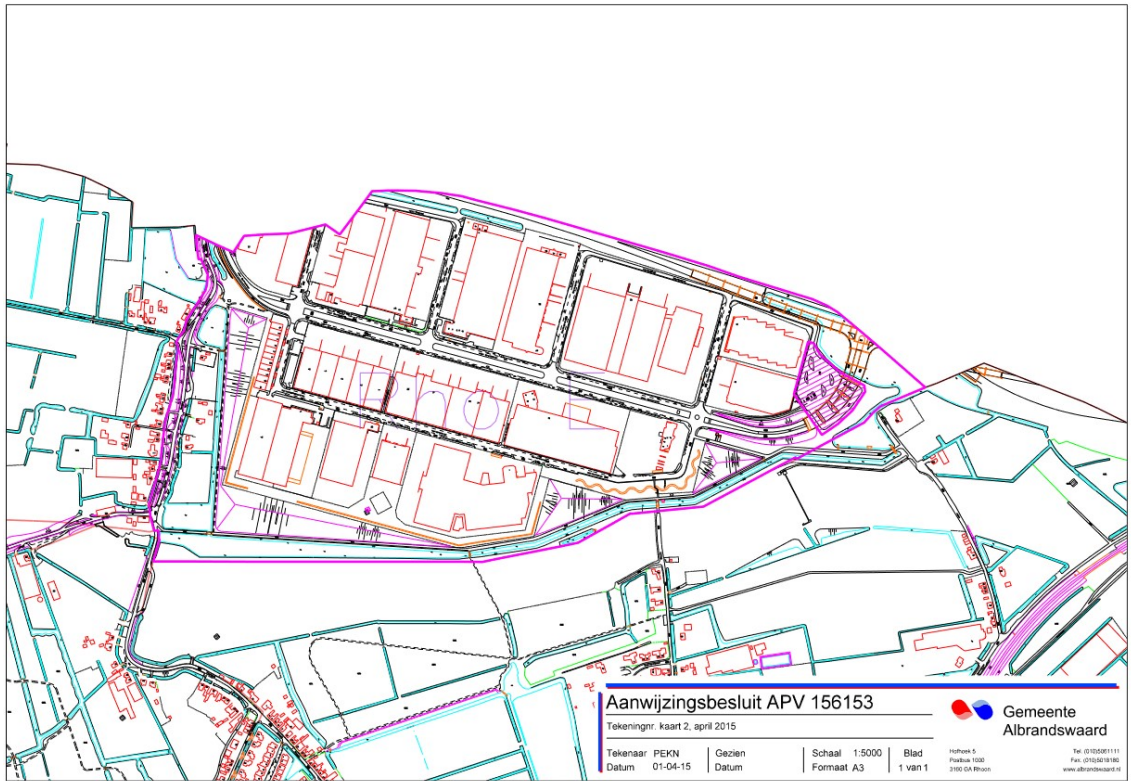 Rho E
Aanwijzingsbesluit APV 156153
Tekeningnr. kaart 2, april 2015
Tekenaar PEKN Gezien Schaal 1:5000 Blad
Datum 01-04-15 Datum Formaat A3 1 van 1
Gemeente
Albrandswaard
Hofhoek 5 Tel. (010)5061111
Postbus 1000 Fax. (010)5018180
3160 GA Rhoon www.albrandswaard.nl